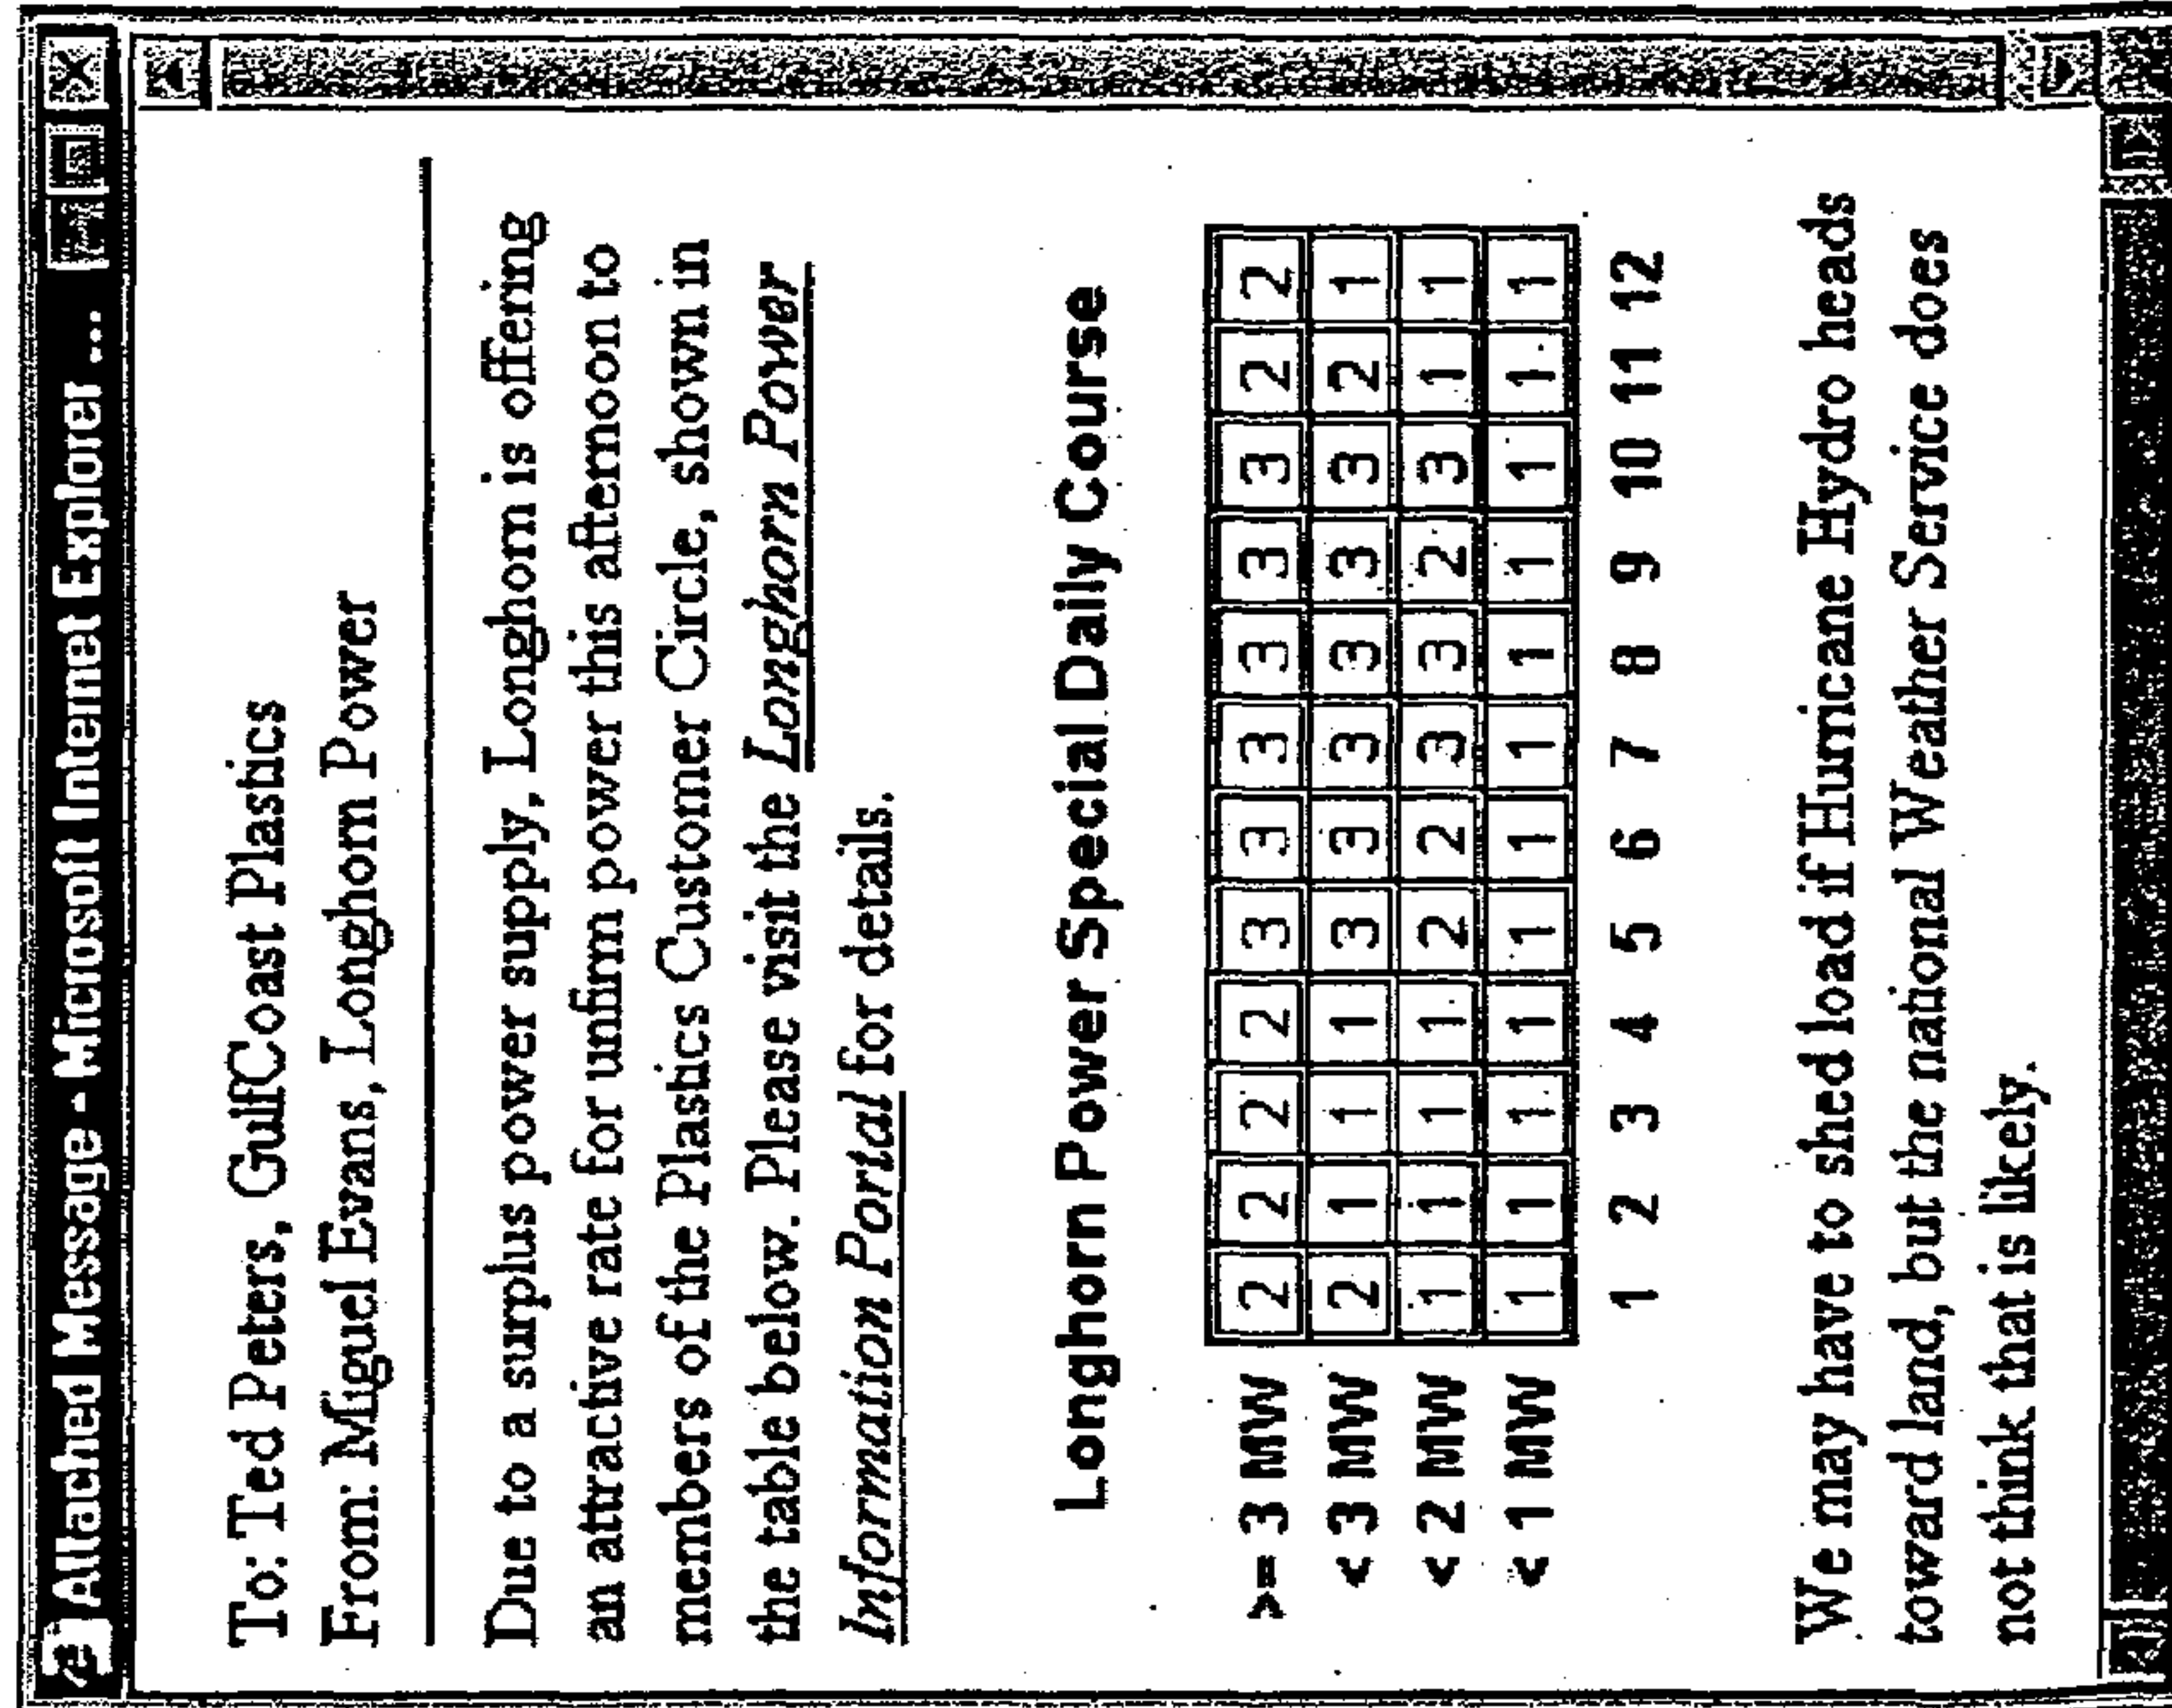 Attached Message - Microsoft Internet Explorer ...
To: Ted Peters, GulfCoast Plastics
From: Miguel Evans, Longhorn Power
Due to a surplus power supply, Longhorn is offering
an attractive rate for unfirm power this afternoon to
members of the Plastics Customer Circle, shown in
the table below. Please visit the Longhorn Power
Information Portal for details.
Longhorn Power Special Daily Course
>= 3 MW 2 2 2 2 3 3 3 3 3 3 2 2
< 3 MW 2 1 1 1 3 3 3 3 3 3 2 1
< 2 MW 1 1 1 1 2 2 3 3 2 3 1 1
< 1 MW 1 1 1 1 1 1 1 1 1 1 1 1
1 2 3 4 5 6 7 8 9 10 11 12
We may have to shed load if Hurricane Hydro heads
toward land, but the national Weather Service does
not think that is likely.